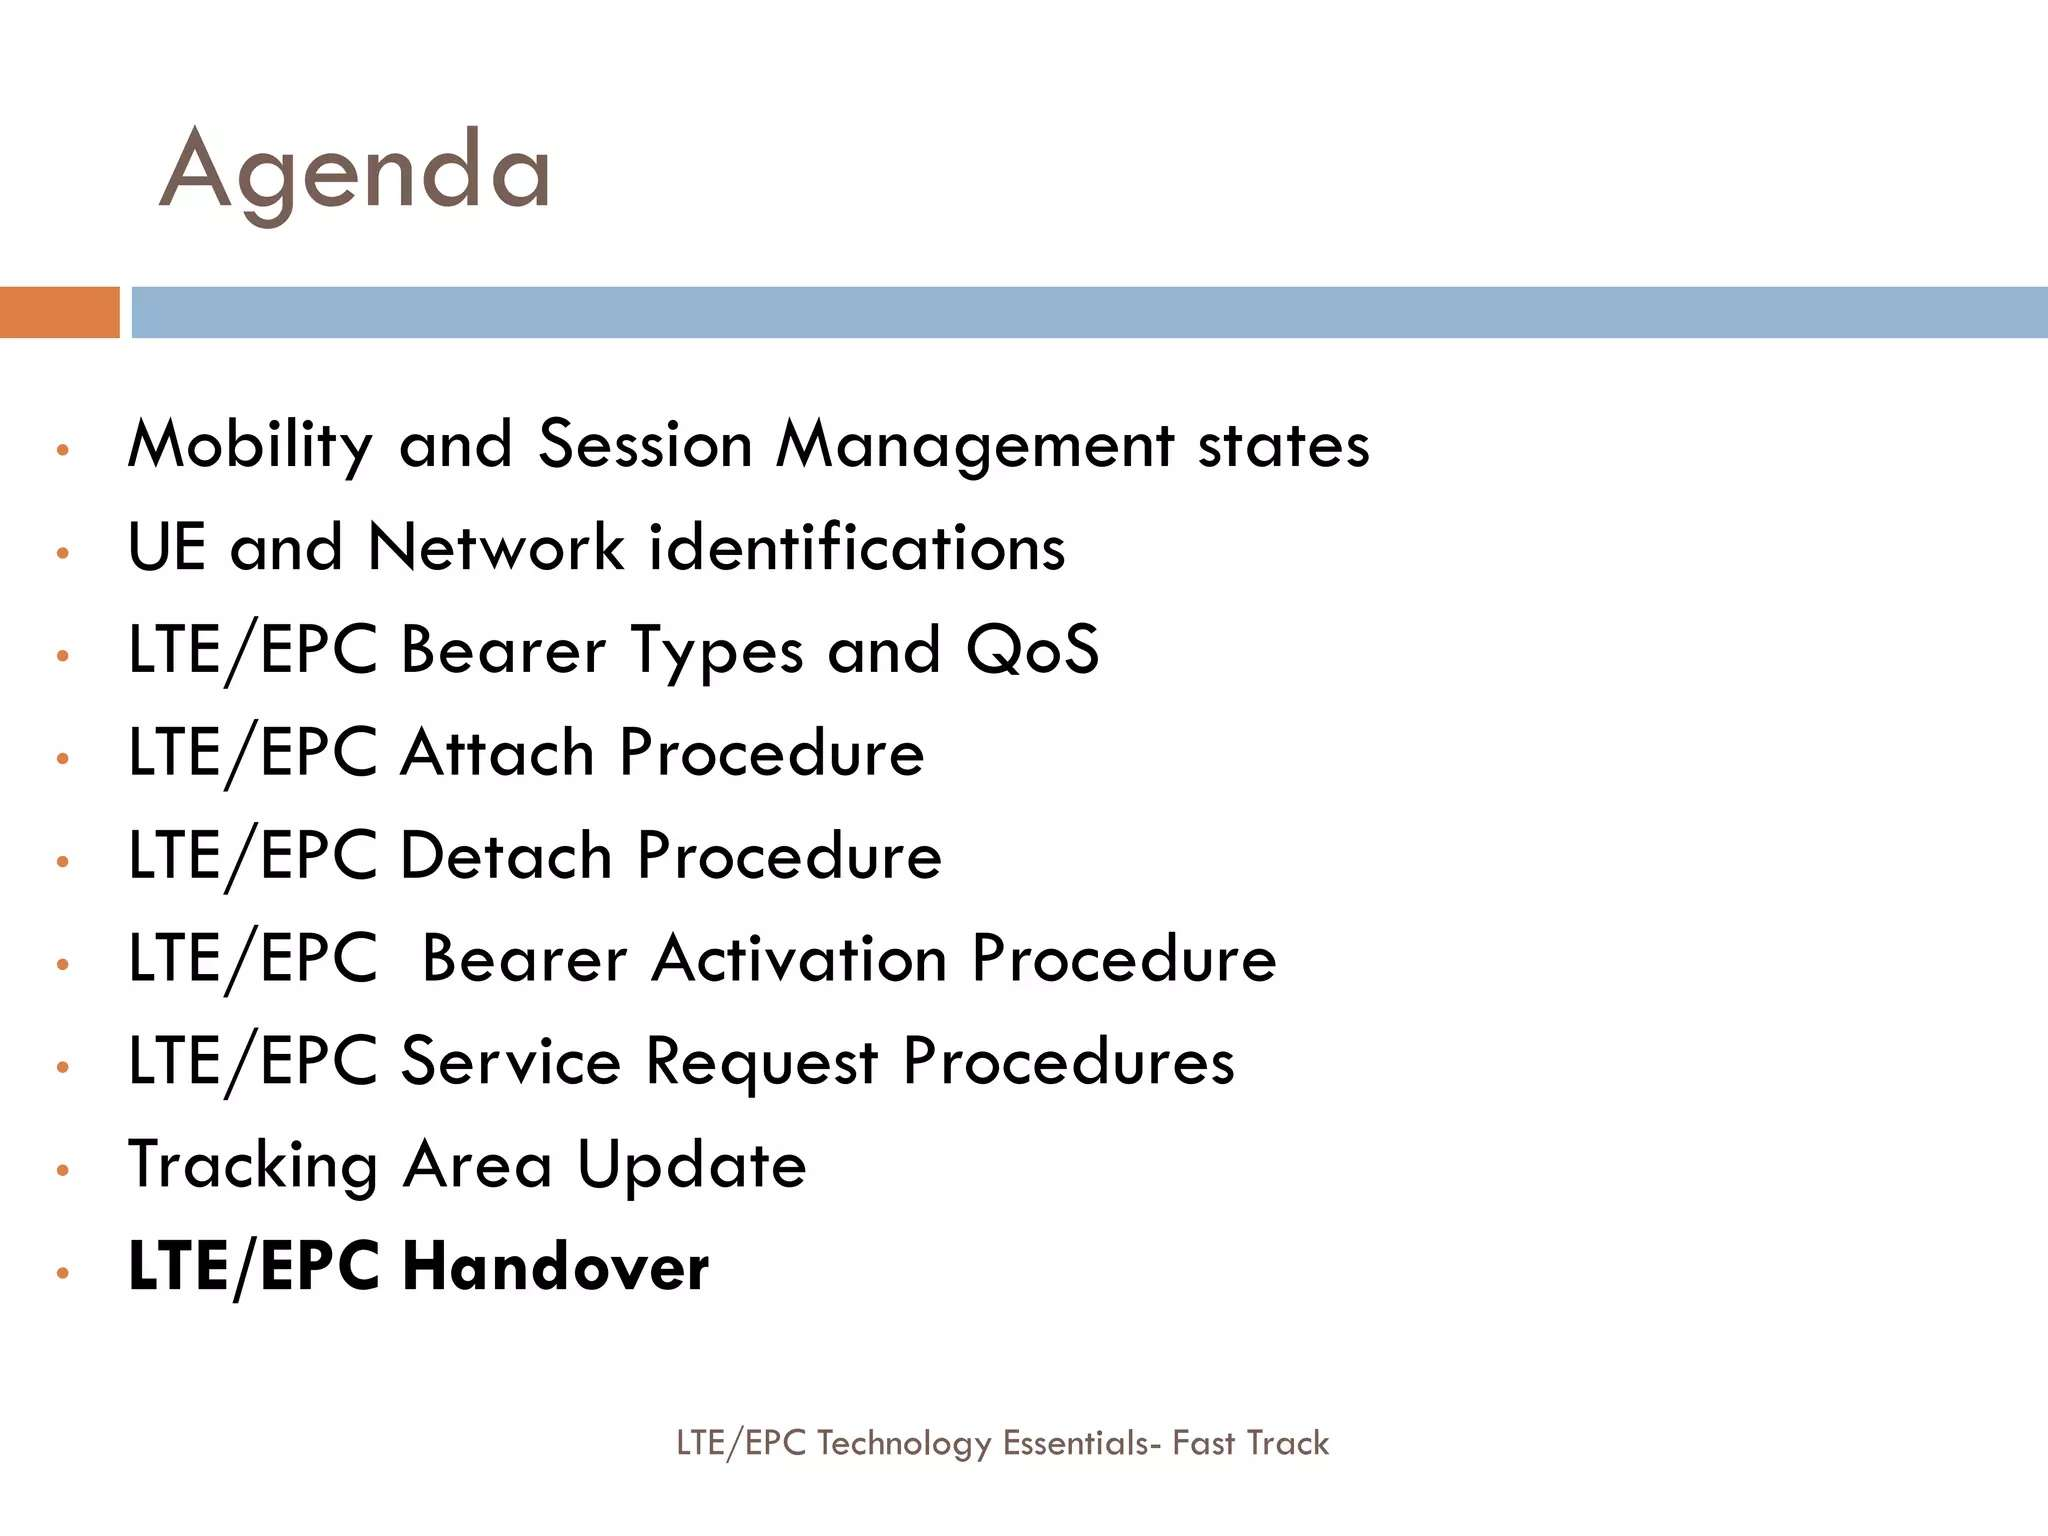 Agenda
• Mobility and Session Management states
• UE and Network identifications
• LTE/EPC Bearer Types and QoS
• LTE/EPC Attach Procedure
• LTE/EPC Detach Procedure
• LTE/EPC  Bearer Activation Procedure
• LTE/EPC Service Request Procedures
• Tracking Area Update
• LTE/EPC Handover
LTE/EPC Technology Essentials- Fast Track